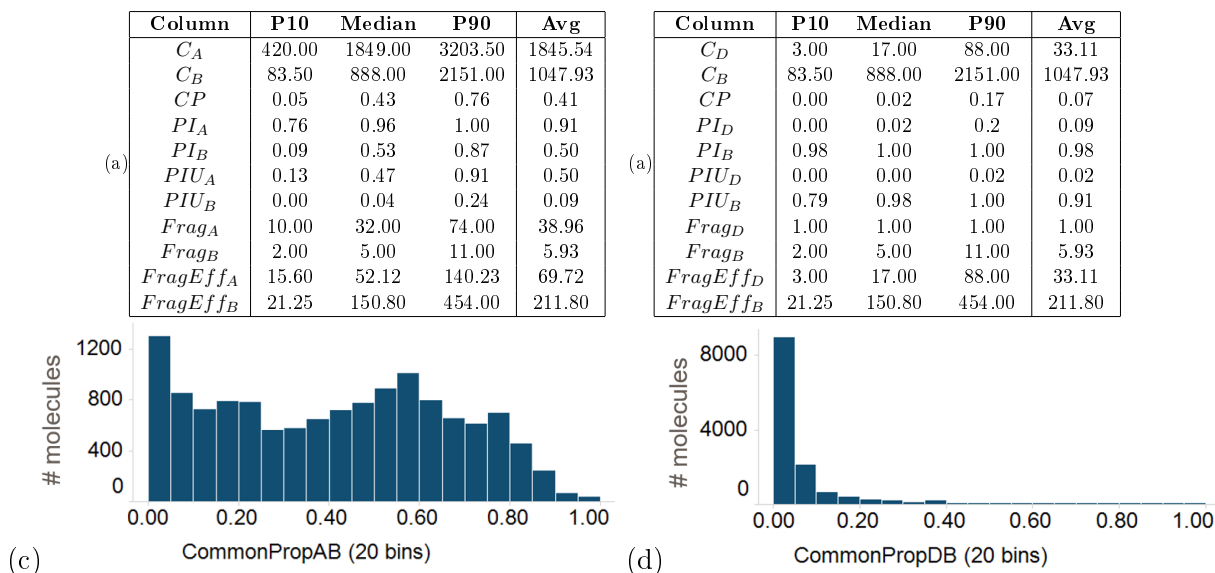 Column P10 Median P90 Avg
C_A 420.00 1849.00 3203.50 1845.54
C_B 83.50 888.00 2151.00 1047.93
CP 0.05 0.43 0.76 0.41
PI_A 0.76 0.96 1.00 0.91
PI_B 0.09 0.53 0.87 0.50
(a)
PIU_A 0.13 0.47 0.91 0.50
PIU_B 0.00 0.04 0.24 0.09
Frag_A 10.00 32.00 74.00 38.96
Frag_B 2.00 5.00 11.00 5.93
FragEff_A 15.60 52.12 140.23 69.72
FragEff_B 21.25 150.80 454.00 211.80
Column P10 Median P90 Avg
C_D 3.00 17.00 88.00 33.11
C_B 83.50 888.00 2151.00 1047.93
CP 0.00 0.02 0.17 0.07
PI_D 0.00 0.02 0.2 0.09
PI_B 0.98 1.00 1.00 0.98
(a)
PIU_D 0.00 0.00 0.02 0.02
PIU_B 0.79 0.98 1.00 0.91
Frag_D 1.00 1.00 1.00 1.00
Frag_B 2.00 5.00 11.00 5.93
FragEff_D 3.00 17.00 88.00 33.11
FragEff_B 21.25 150.80 454.00 211.80
# molecules
1200
800
400
0
0.00 0.20 0.40 0.60 0.80 1.00
CommonPropAB (20 bins)
(c)
# molecules
8000
4000
0
0.00 0.20 0.40 0.60 0.80 1.00
CommonPropDB (20 bins)
(d)